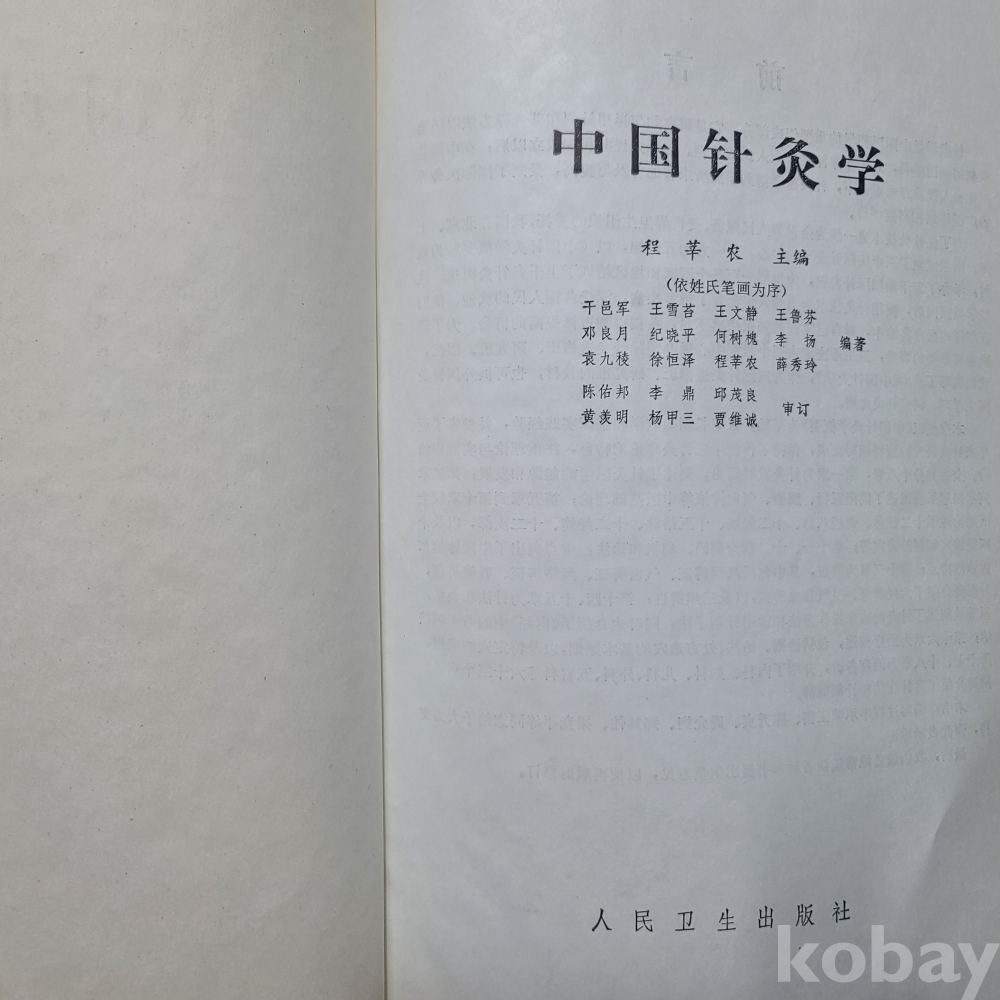 中国针灸学
程莘农 主编
(依姓氏笔画为序)
干邑军 王雪苔 王文静 王鲁芬
邓良月 纪晓平 何树槐 李扬 编著
袁九稜 徐恒泽 程莘农 薛秀玲
陈佑邦 李鼎 邱茂良
黄羡明 杨甲三 贾维诚 审订
人民卫生出版社
kobay